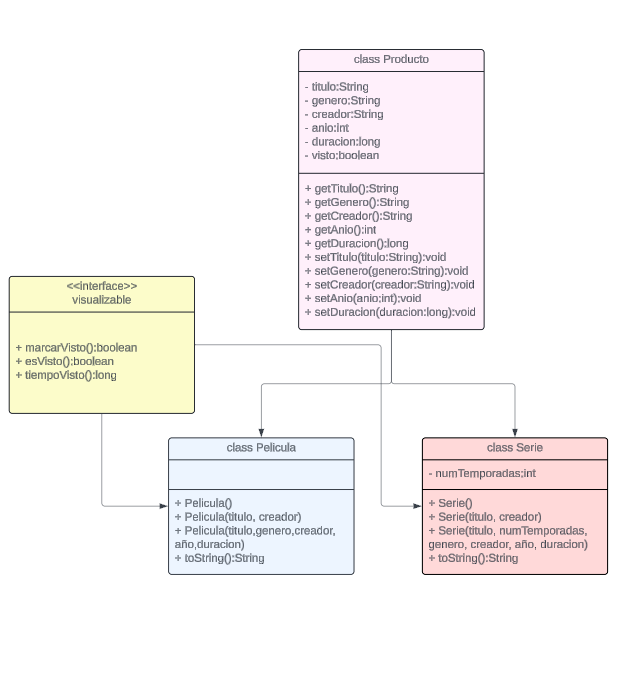 class Producto
- titulo:String
- genero:String
- creador:String
- anio:int
- duracion:long
- visto:boolean
+ getTitulo():String
+ getGenero():String
+ getCreador():String
+ getAnio():int
+ getDuracion():long
+ setTitulo(titulo:String):void
+ setGenero(genero:String):void
+ setCreador(creador:String):void
+ setAnio(anio:int):void
+ setDuracion(duracion:long):void
<<interface>>
visualizable
+ marcarVisto():boolean
+ esVisto():boolean
+ tiempoVisto():long
class Pelicula
+ Pelicula()
+ Pelicula(titulo, creador)
+ Pelicula(titulo,genero,creador,
año,duracion)
+ toString():String
class Serie
- numTemporadas:int
+ Serie()
+ Serie(titulo, creador)
+ Serie(titulo, numTemporadas,
genero, creador, año, duracion)
+ toString():String